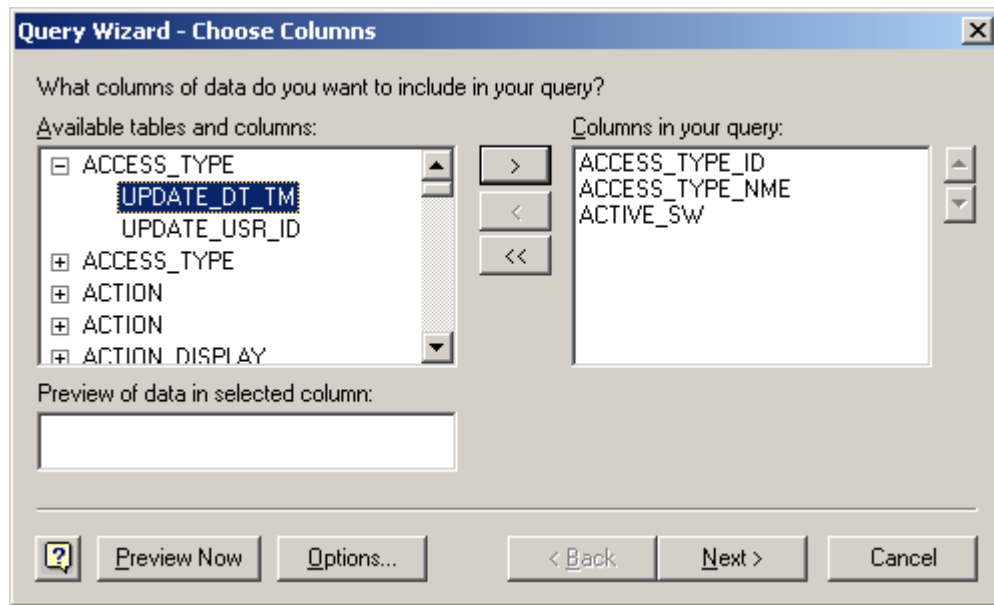 Query Wizard - Choose Columns
What columns of data do you want to include in your query?
Available tables and columns:
ACCESS_TYPE
UPDATE_DT_TM
UPDATE_USR_ID
ACCESS_TYPE
ACTION
ACTION
ACTION_DISPLAY
>
<
<<
Columns in your query:
ACCESS_TYPE_ID
ACCESS_TYPE_NME
ACTIVE_SW
Preview of data in selected column:
? Preview Now Options... < Back Next > Cancel